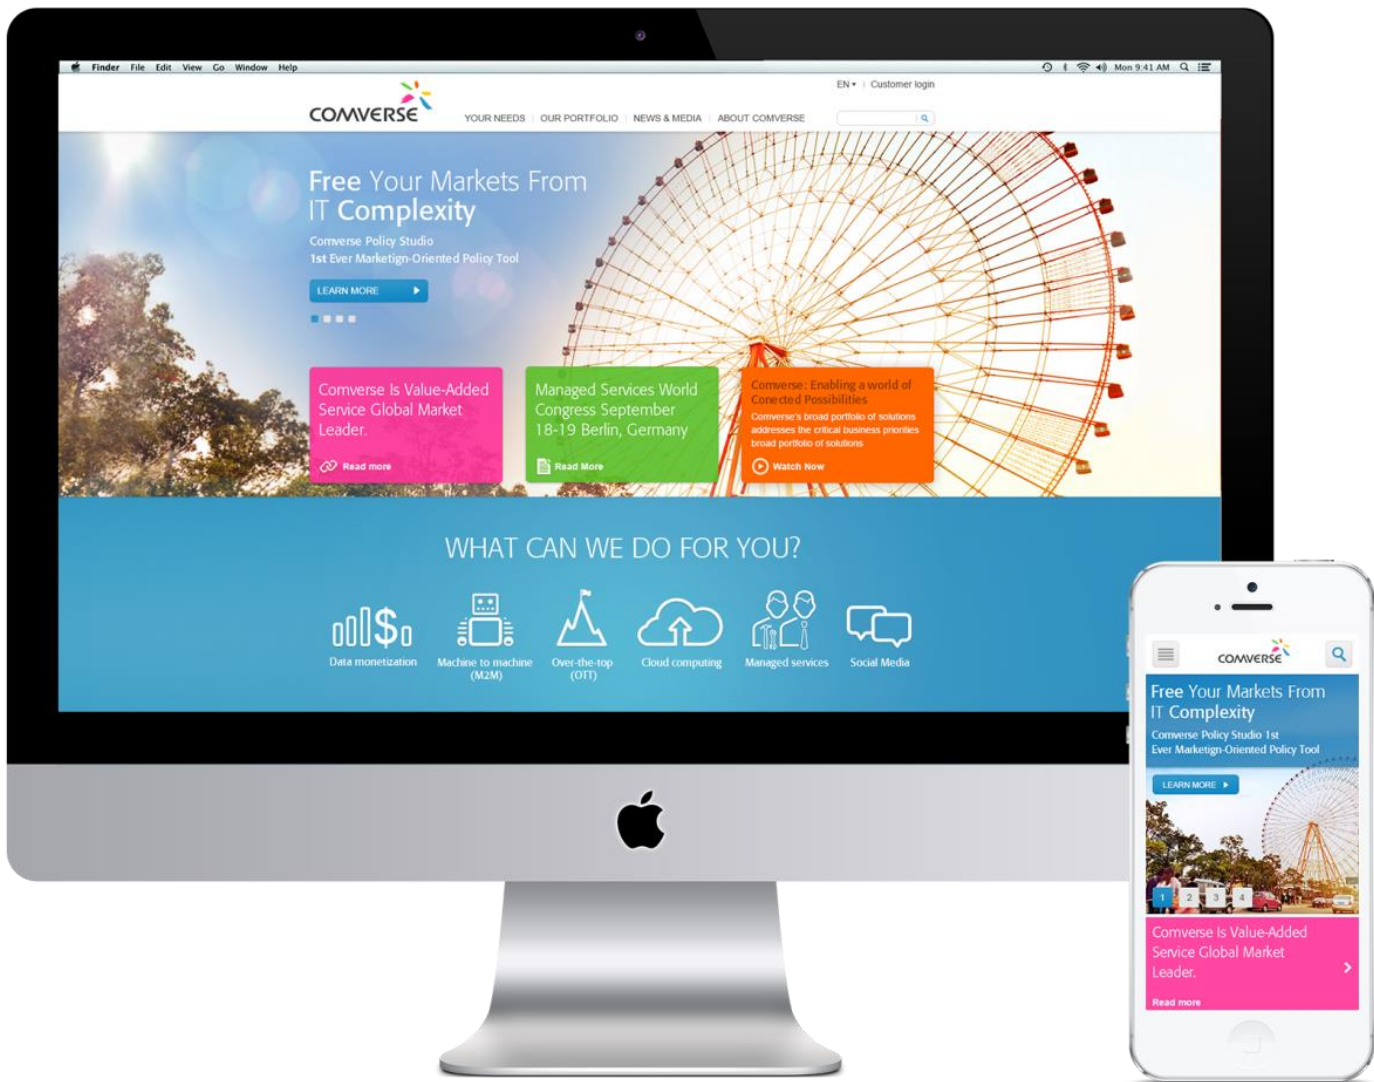 Finder File Edit View Go Window Help
Mon 9:41 AM
EN
Customer login
COMVERSE
YOUR NEEDS
OUR PORTFOLIO
NEWS & MEDIA
ABOUT COMVERSE
Free Your Markets From
IT Complexity
Comverse Policy Studio
1st Ever Marketign-Oriented Policy Tool
LEARN MORE
Comverse Is Value-Added
Service Global Market
Leader.
Read more
Managed Services World
Congress September
18-19 Berlin, Germany
Read More
Comverse: Enabling a world of
Conected Possibilities
Comverse's broad portfolio of solutions
addresses the critical business priorities
broad portfolio of solutions
Watch Now
WHAT CAN WE DO FOR YOU?
Data monetization
Machine to machine
(M2M)
Over-the-top
(OTT)
Cloud computing
Managed services
Social Media
COMVERSE
Free Your Markets From
IT Complexity
Comverse Policy Studio 1st
Ever Marketign-Oriented Policy Tool
LEARN MORE
1 2 3 4
Comverse Is Value-Added
Service Global Market
Leader.
Read more